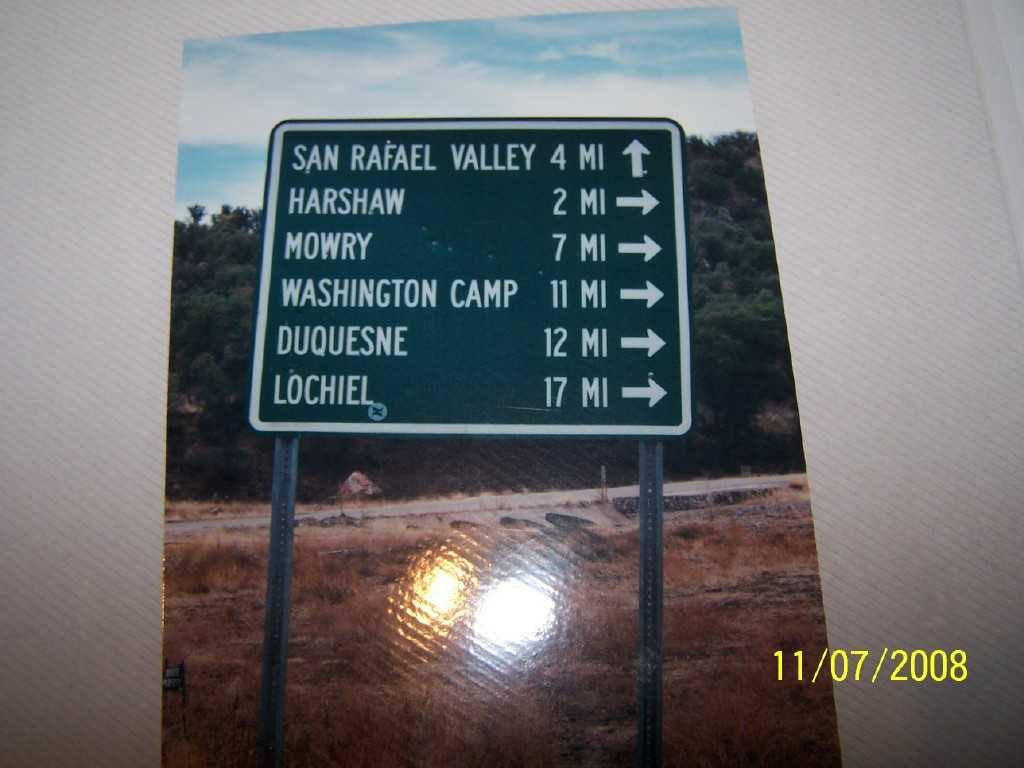 SAN RAFAEL VALLEY 4 MI ↑
HARSHAW 2 MI →
MOWRY 7 MI →
WASHINGTON CAMP 11 MI →
DUQUESNE 12 MI →
LOCHIEL 17 MI →
11/07/2008